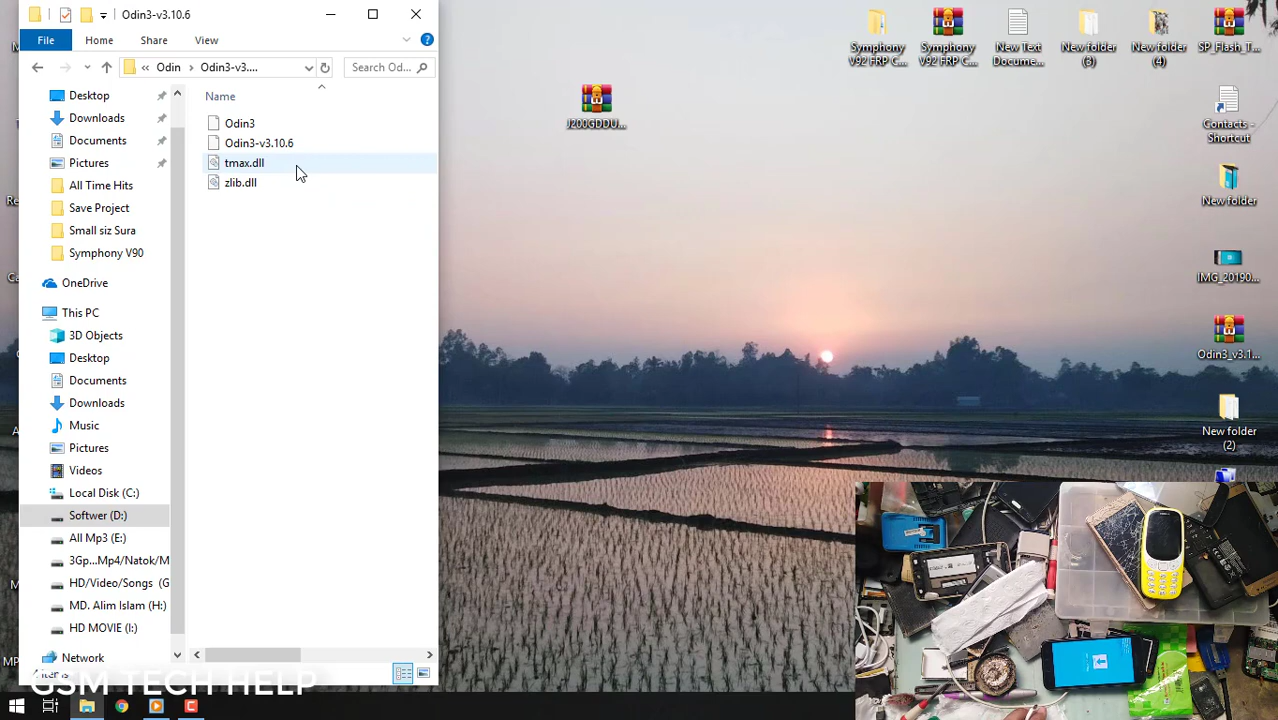 Odin3-v3.10.6
File
Home
Share
View
Odin
Odin3-v3....
Search Od...
Name
Odin3
Odin3-v3.10.6
tmax.dll
zlib.dll
Desktop
Downloads
Documents
Pictures
All Time Hits
Save Project
Small siz Sura
Symphony V90
OneDrive
This PC
3D Objects
Desktop
Documents
Downloads
Music
Pictures
Videos
Local Disk (C:)
Softwer (D:)
All Mp3 (E:)
3Gp...Mp4/Natok/M
HD/Video/Songs (G
MD. Alim Islam (H:)
HD MOVIE (I:)
Network
GSM TECH HELP
J200GDDU...
Symphony
V92 FRP C...
Symphony
V92 FRP C...
New Text
Docume...
New folder
(3)
New folder
(4)
SP_Flash_T...
Contacts -
Shortcut
New folder
IMG_20190...
Odin3_v3.1...
New folder
(2)